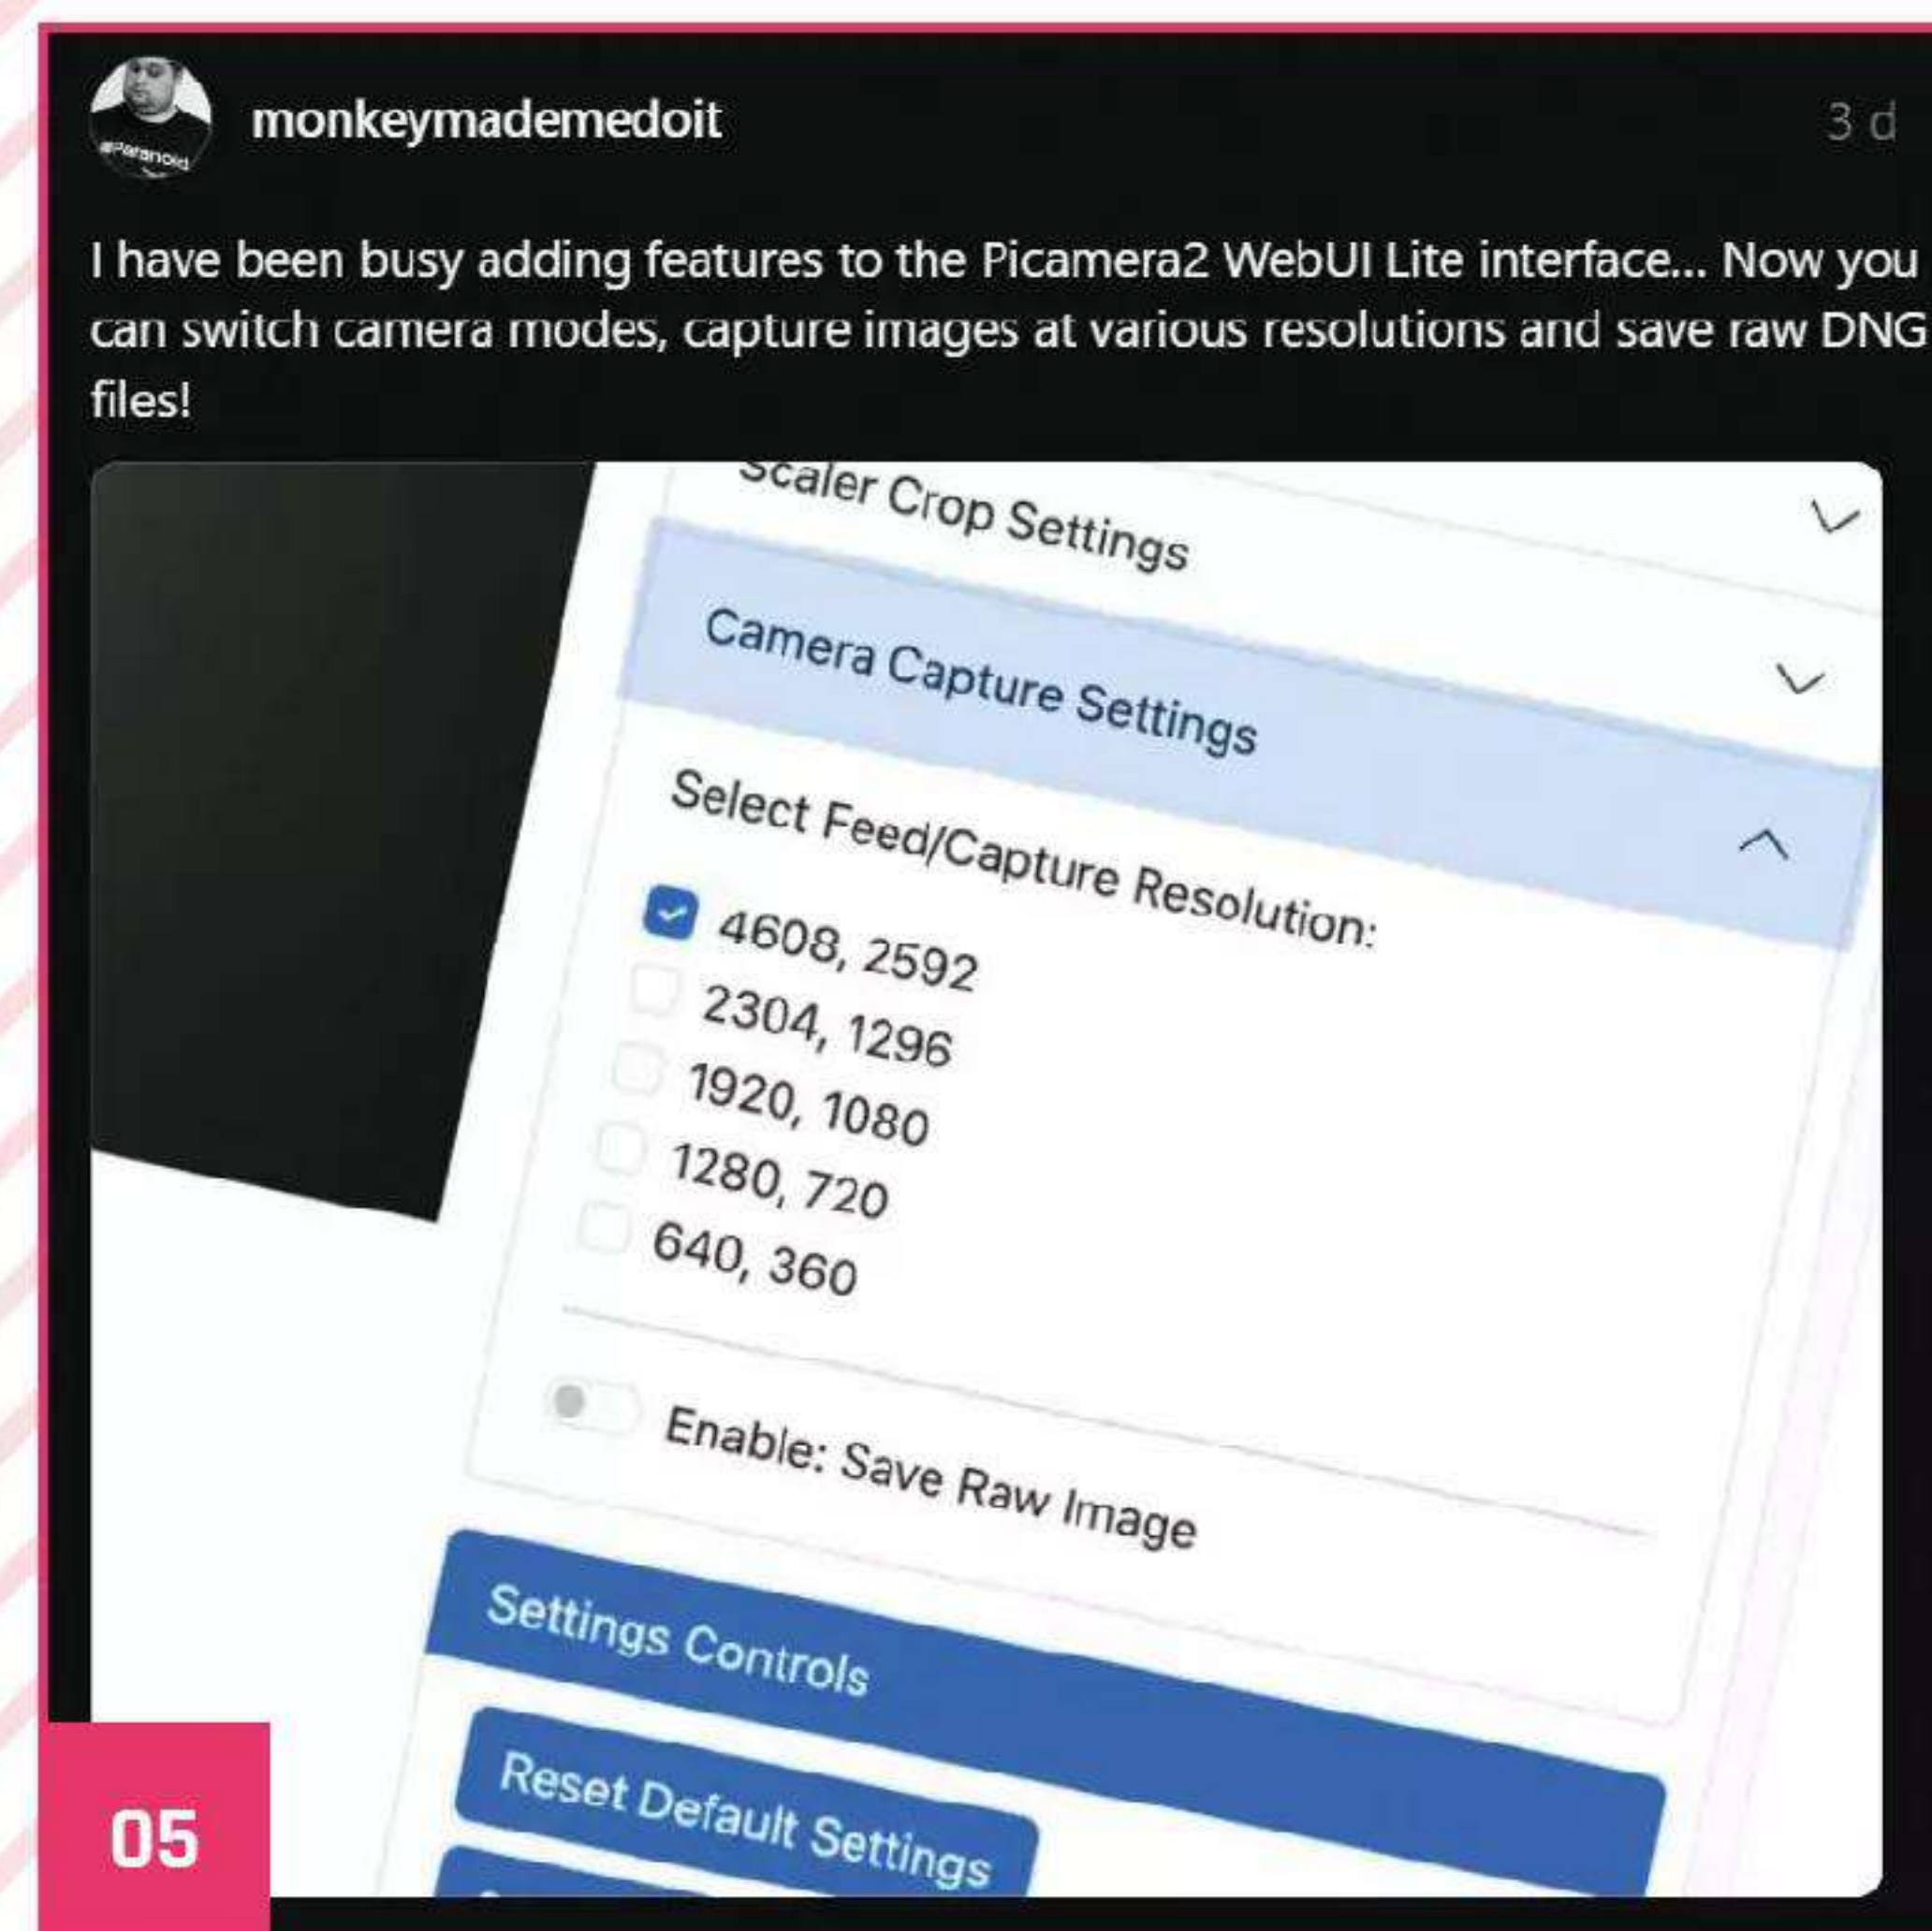 monkeymademedoit
3 d
I have been busy adding features to the Picamera2 WebUI Lite interface... Now you
can switch camera modes, capture images at various resolutions and save raw DNG
files!
Scaler Crop Settings
Camera Capture Settings
Select Feed/Capture Resolution:
4608, 2592
2304, 1296
1920, 1080
1280, 720
640, 360
Enable: Save Raw Image
Settings Controls
Reset Default Settings
05